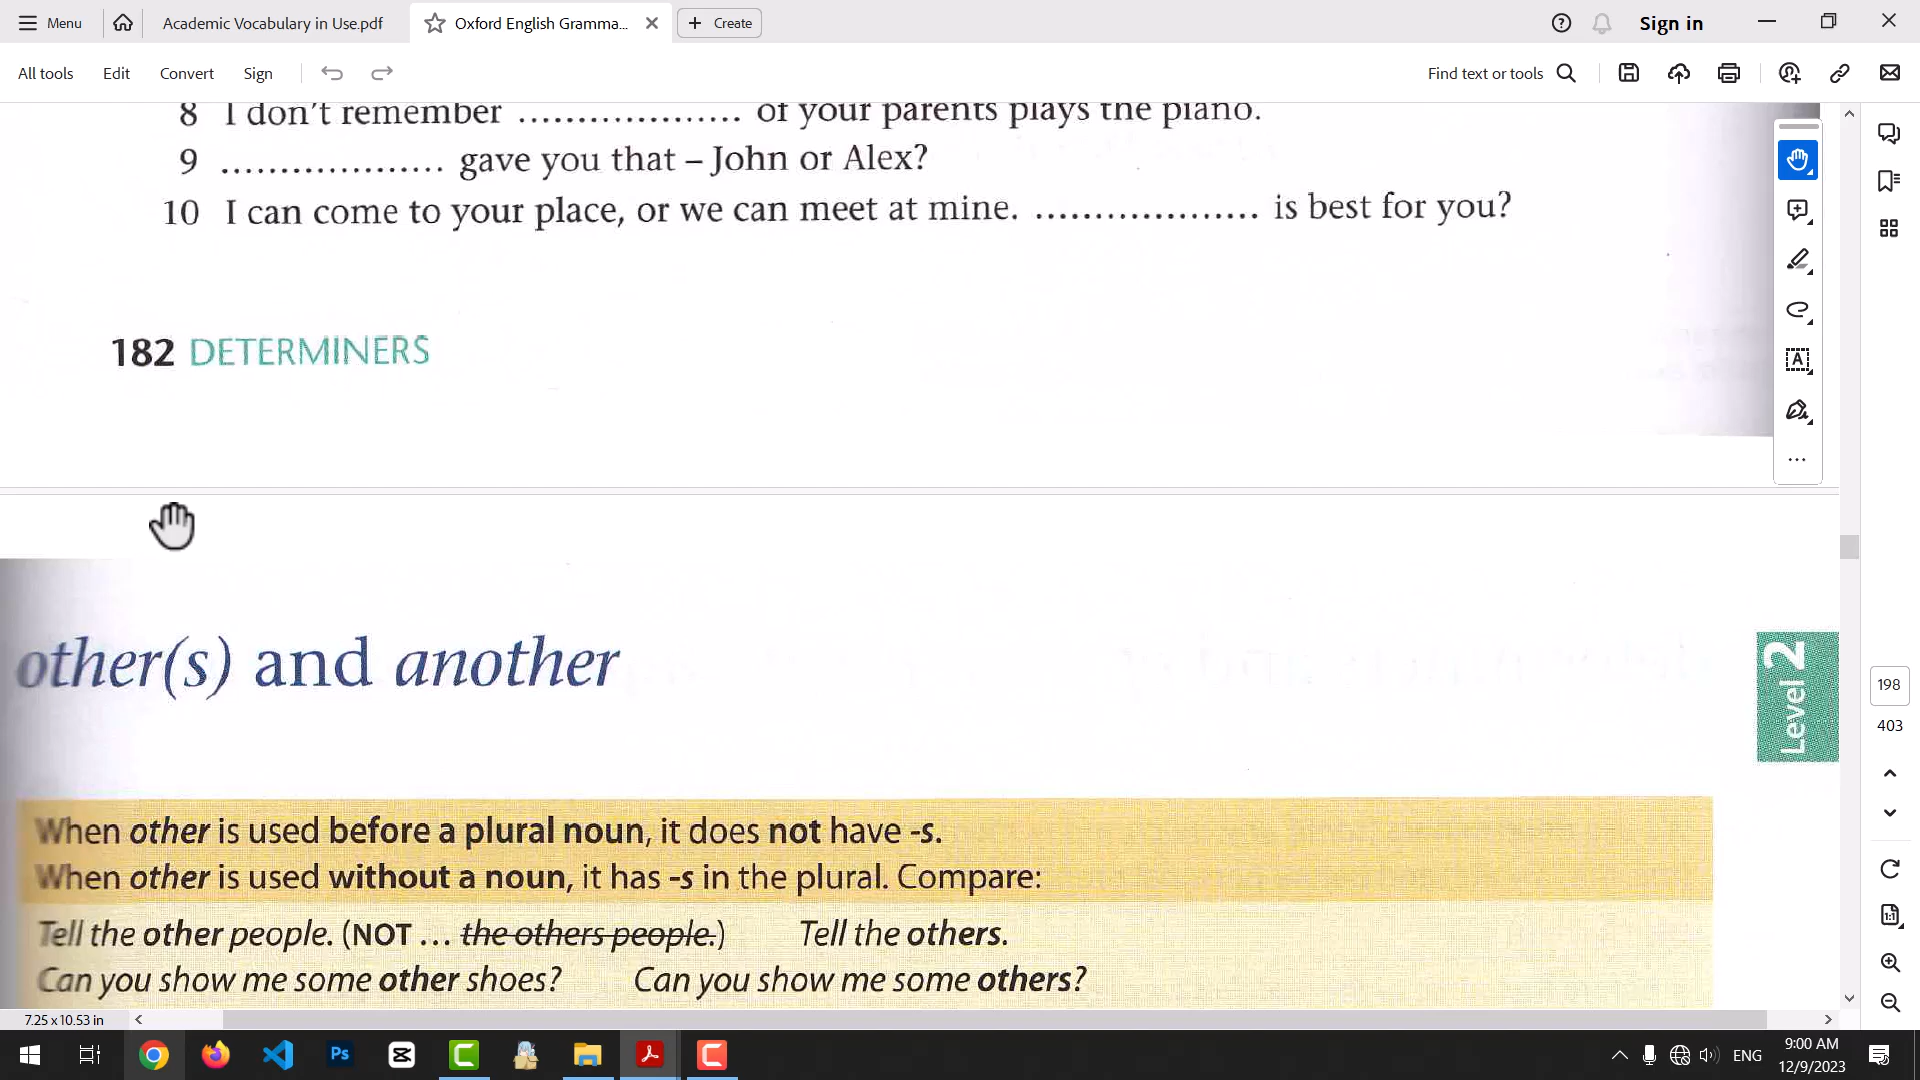 Menu
Academic Vocabulary in Use.pdf
Oxford English Gramma...
Create
Sign in
All tools
Edit
Convert
Sign
Find text or tools
8 I don't remember ................... of your parents plays the piano.
9 ................... gave you that – John or Alex?
10 I can come to your place, or we can meet at mine. ................... is best for you?
182 DETERMINERS
other(s) and another
Level 2
When other is used before a plural noun, it does not have -s.
When other is used without a noun, it has -s in the plural. Compare:
Tell the other people. (NOT … the others people.) Tell the others.
Can you show me some other shoes? Can you show me some others?
198
403
7.25 x 10.53 in
Ps
ENG
9:00 AM
12/9/2023